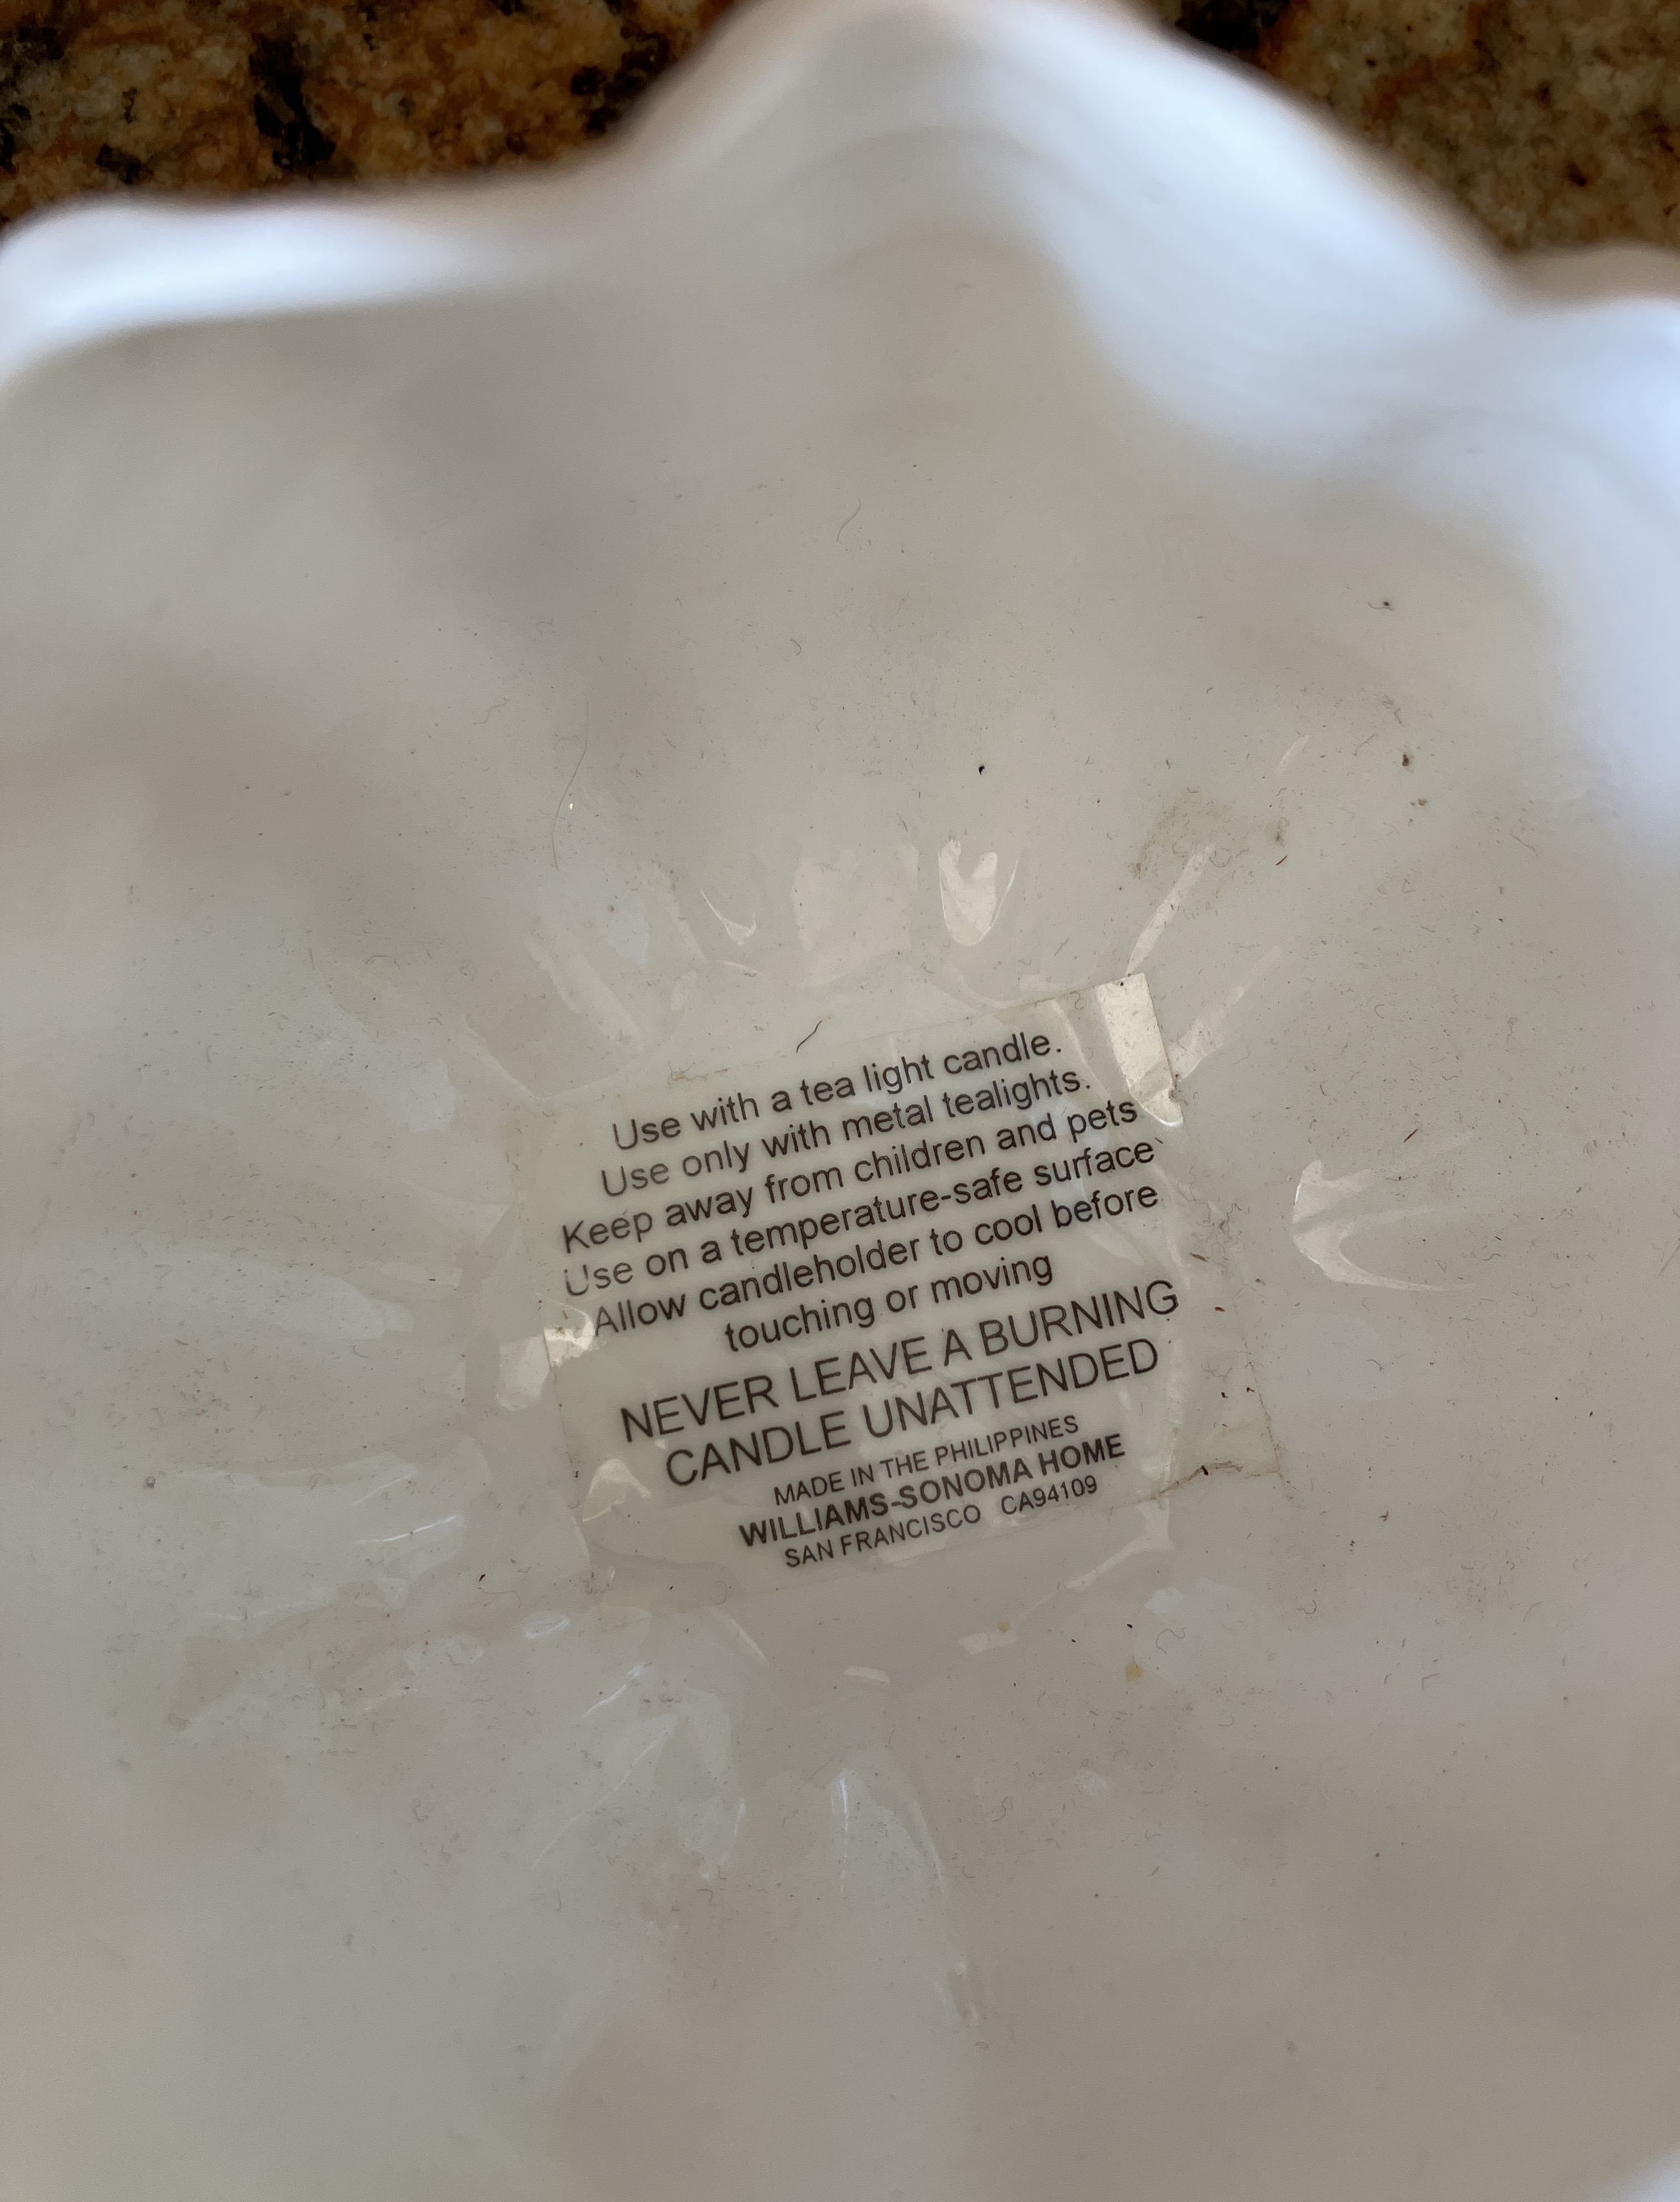 Use with a tea light candle.
Use only with metal tealights.
Keep away from children and pets
Use on a temperature-safe surface
Allow candleholder to cool before
touching or moving
NEVER LEAVE A BURNING
CANDLE UNATTENDED
MADE IN THE PHILIPPINES
WILLIAMS-SONOMA HOME
SAN FRANCISCO CA94109